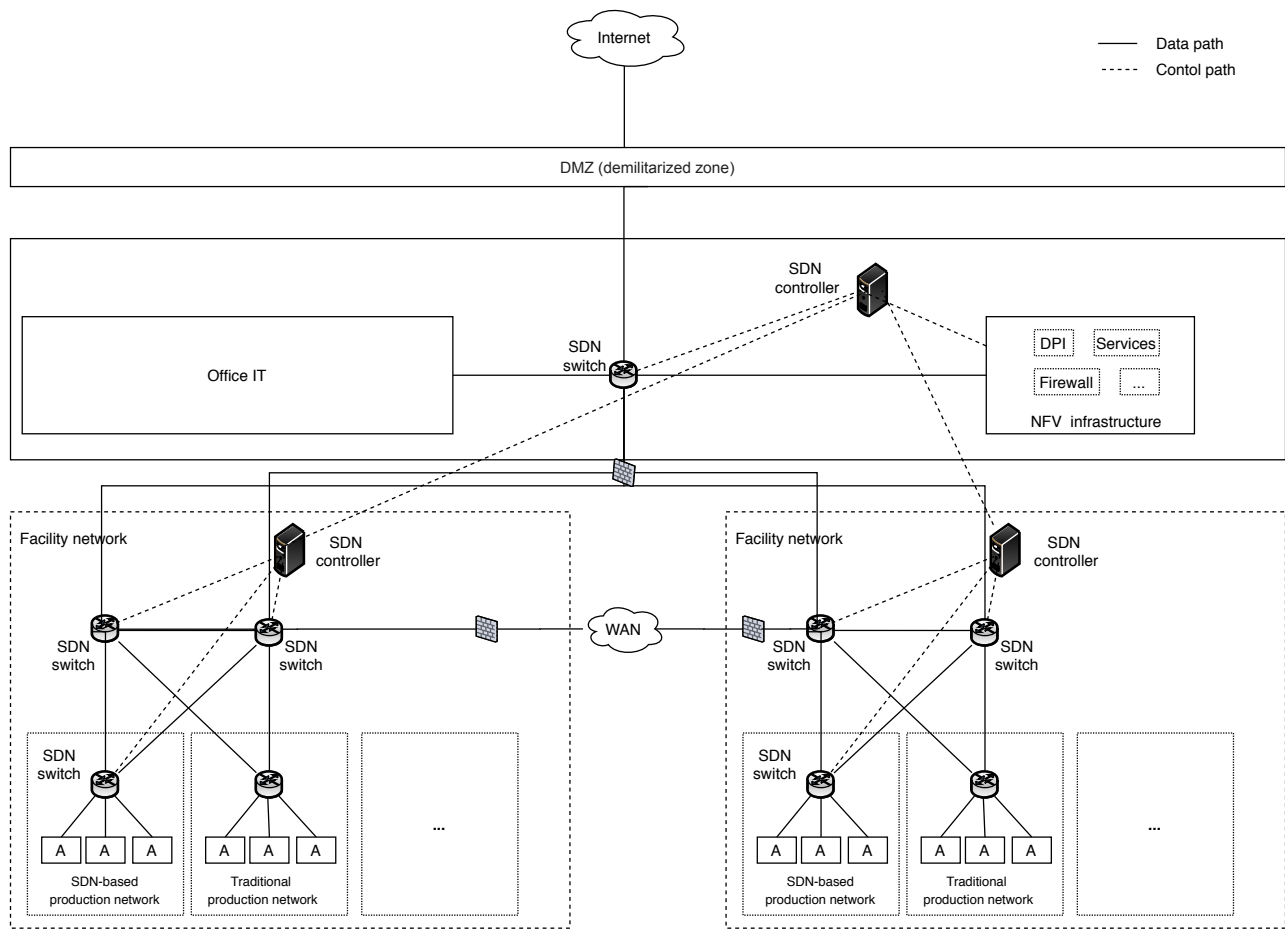 Internet
Data path
Contol path
DMZ (demilitarized zone)
SDN
controller
Office IT
SDN
switch
DPI
Services
Firewall
...
NFV infrastructure
Facility network
SDN
controller
SDN
switch
SDN
switch
WAN
Facility network
SDN
controller
SDN
switch
SDN
switch
SDN
switch
A A A
SDN-based
production network
A A A
Traditional
production network
...
SDN
switch
A A A
SDN-based
production network
A A A
Traditional
production network
...